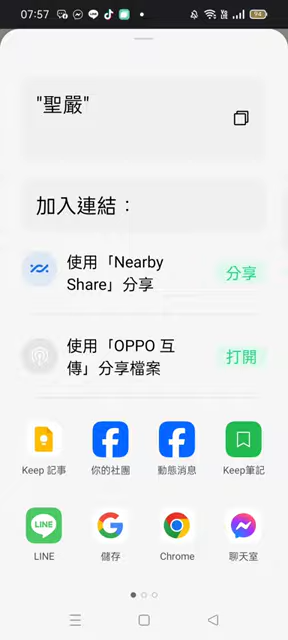 07:57
94
"聖嚴"
加入連結：
使用「Nearby
Share」分享
分享
使用「OPPO 互
傳」分享檔案
打開
Keep 記事
你的社團
動態消息
Keep筆記
LINE
儲存
Chrome
聊天室